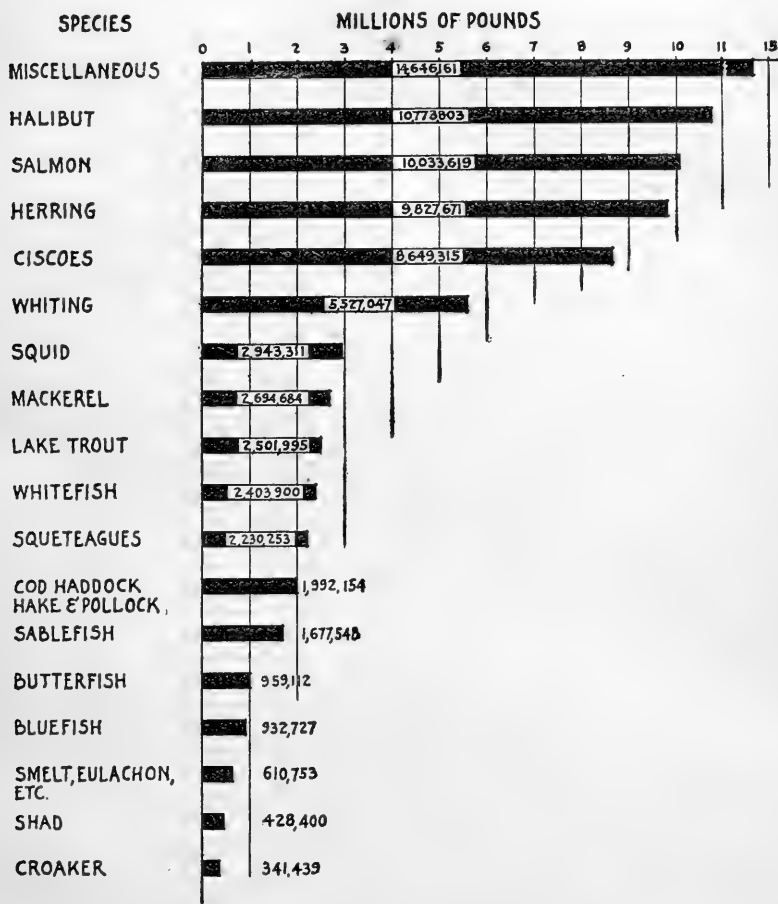 SPECIES MILLIONS OF POUNDS
0 1 2 3 4 5 6 7 8 9 10 11 15
MISCELLANEOUS 14,646,161
HALIBUT 10,773803
SALMON 10,033,619
HERRING 9,827,671
CISCOES 8,649,315
WHITING 5,527,047
SQUID 2,943,311
MACKEREL 2,694,684
LAKE TROUT 2,501,995
WHITEFISH 2,403,900
SQUETEAGUES 2,230,253
COD HADDOCK 1,992,154
HAKE & POLLOCK,
SABLEFISH 1,677,548
BUTTERFISH 959,112
BLUEFISH 932,727
SMELT, EULACHON, 610,753
ETC.
SHAD 428,400
CROAKER 341,439